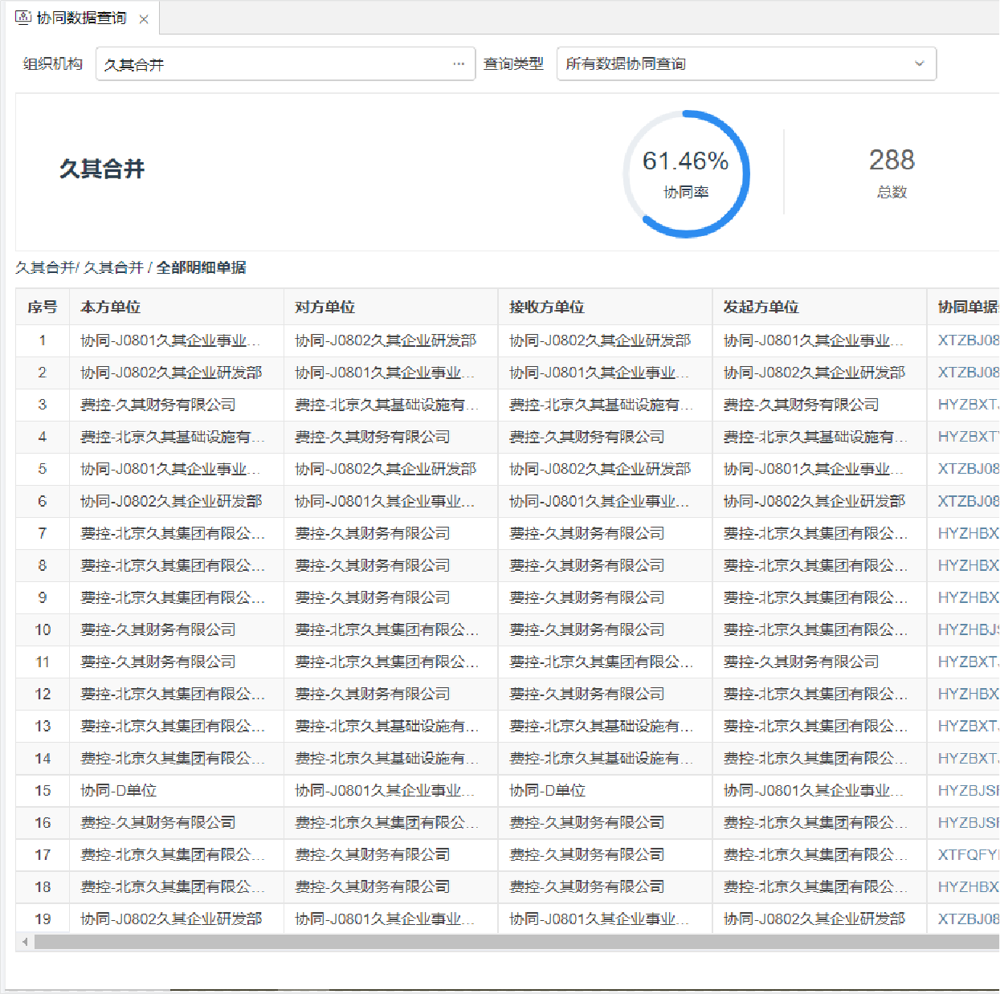 协同数据查询
组织机构 久其合并 ... 查询类型 所有数据协同查询
久其合并
61.46%
协同率
288
总数
久其合并/ 久其合并 / 全部明细单据
序号 本方单位 对方单位 接收方单位 发起方单位 协同单据
1 协同-J0801久其企业事业... 协同-J0802久其企业研发部 协同-J0802久其企业研发部 协同-J0801久其企业事业... XTZBJ08
2 协同-J0802久其企业研发部 协同-J0801久其企业事业... 协同-J0801久其企业事业... 协同-J0802久其企业研发部 XTZBJ08
3 费控-久其财务有限公司 费控-北京久其基础设施有... 费控-北京久其基础设施有... 费控-久其财务有限公司 HYZBXT
4 费控-北京久其基础设施有... 费控-久其财务有限公司 费控-久其财务有限公司 费控-北京久其基础设施有... HYZBXT
5 协同-J0801久其企业事业... 协同-J0802久其企业研发部 协同-J0802久其企业研发部 协同-J0801久其企业事业... XTZBJ08
6 协同-J0802久其企业研发部 协同-J0801久其企业事业... 协同-J0801久其企业事业... 协同-J0802久其企业研发部 XTZBJ08
7 费控-北京久其集团有限公... 费控-久其财务有限公司 费控-久其财务有限公司 费控-北京久其集团有限公... HYZHBX
8 费控-北京久其集团有限公... 费控-久其财务有限公司 费控-久其财务有限公司 费控-北京久其集团有限公... HYZHBX
9 费控-北京久其集团有限公... 费控-久其财务有限公司 费控-久其财务有限公司 费控-北京久其集团有限公... HYZHBX
10 费控-久其财务有限公司 费控-北京久其集团有限公... 费控-久其财务有限公司 费控-北京久其集团有限公... HYZHBJS
11 费控-久其财务有限公司 费控-北京久其集团有限公... 费控-北京久其集团有限公... 费控-久其财务有限公司 HYZBXT
12 费控-北京久其集团有限公... 费控-久其财务有限公司 费控-久其财务有限公司 费控-北京久其集团有限公... HYZHBX
13 费控-北京久其集团有限公... 费控-北京久其基础设施有... 费控-北京久其基础设施有... 费控-北京久其集团有限公... HYZBXT
14 费控-北京久其集团有限公... 费控-北京久其基础设施有... 费控-北京久其基础设施有... 费控-北京久其集团有限公... HYZBXT
15 协同-D单位 协同-J0801久其企业事业... 协同-D单位 协同-J0801久其企业事业... HYZBJSF
16 费控-久其财务有限公司 费控-北京久其集团有限公... 费控-久其财务有限公司 费控-北京久其集团有限公... HYZBJSF
17 费控-北京久其集团有限公... 费控-久其财务有限公司 费控-久其财务有限公司 费控-北京久其集团有限公... XTFQFY
18 费控-北京久其集团有限公... 费控-久其财务有限公司 费控-久其财务有限公司 费控-北京久其集团有限公... HYZHBX
19 协同-J0802久其企业研发部 协同-J0801久其企业事业... 协同-J0801久其企业事业... 协同-J0802久其企业研发部 XTZBJ08